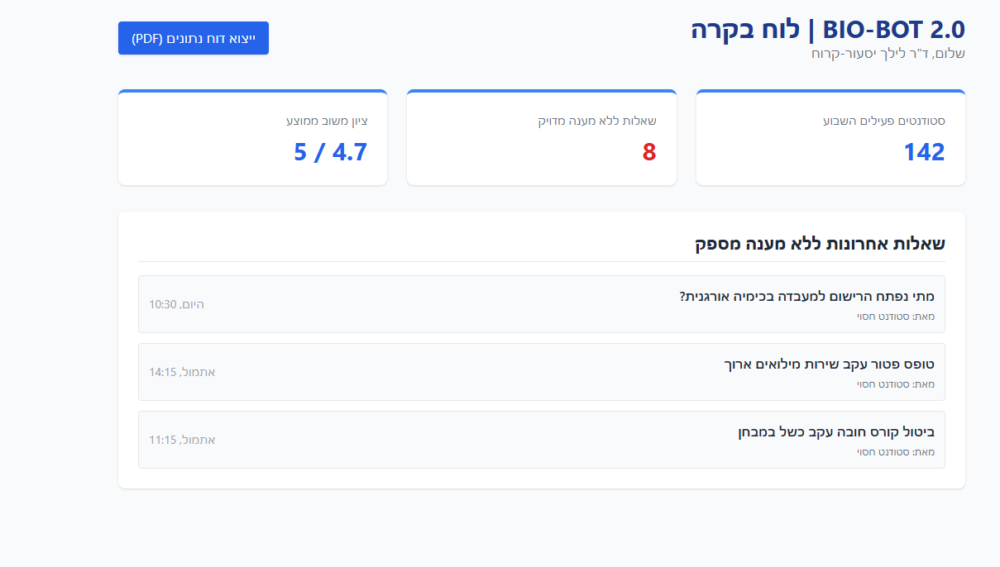 BIO-BOT 2.0 | לוח בקרה
שלום, ד"ר לילך יסעור-קרוח
ייצוא דוח נתונים (PDF)
סטודנטים פעילים השבוע
142
שאלות ללא מענה מדויק
8
ציון משוב ממוצע
4.7 / 5
שאלות אחרונות ללא מענה מספק
מתי נפתח הרישום למעבדה בכימיה אורגנית?
מאת: סטודנט חסוי
היום, 10:30
טופס פטור עקב שירות מילואים ארוך
מאת: סטודנט חסוי
אתמול, 14:15
ביטול קורס חובה עקב כשל במבחן
מאת: סטודנט חסוי
אתמול, 11:15